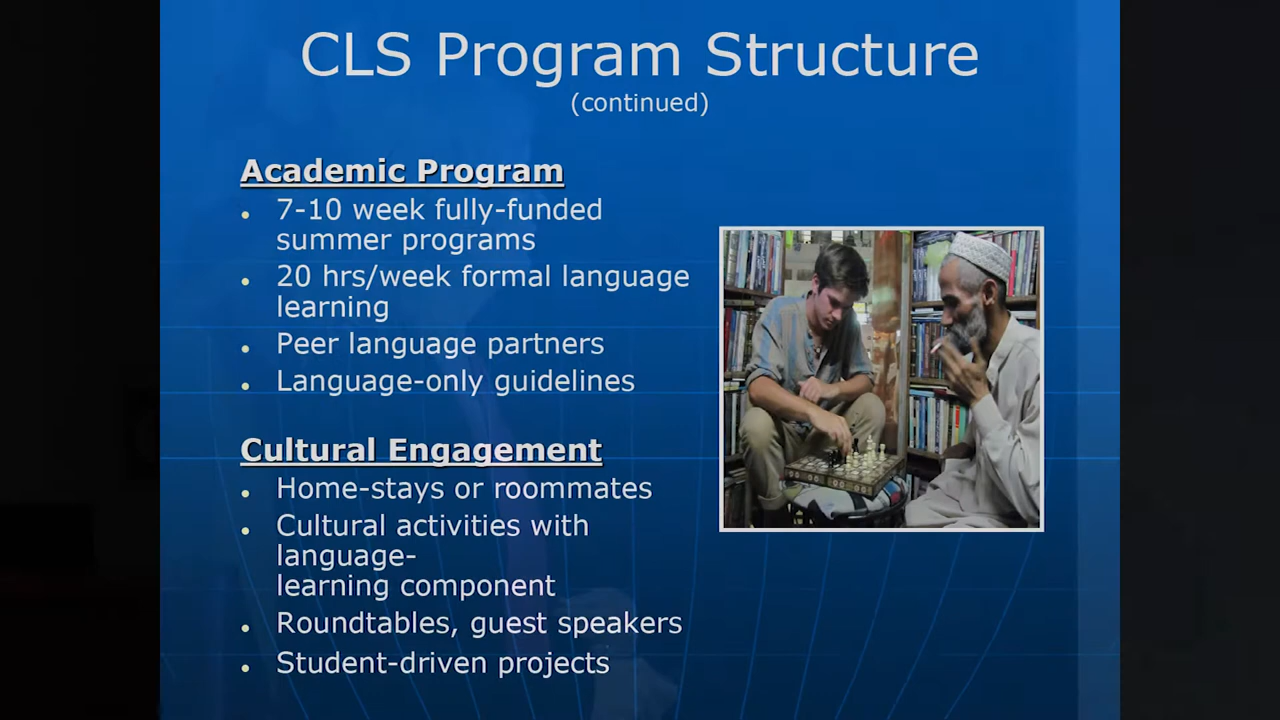 CLS Program Structure
(continued)
Academic Program
• 7-10 week fully-funded
summer programs
• 20 hrs/week formal language
learning
• Peer language partners
• Language-only guidelines
Cultural Engagement
• Home-stays or roommates
• Cultural activities with
language-
learning component
• Roundtables, guest speakers
• Student-driven projects